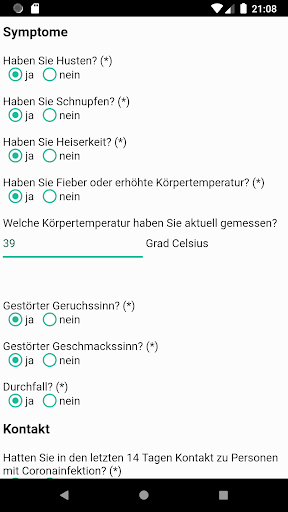 21:08
Symptome
Haben Sie Husten? (*)
ja nein
Haben Sie Schnupfen? (*)
ja nein
Haben Sie Heiserkeit? (*)
ja nein
Haben Sie Fieber oder erhöhte Körpertemperatur? (*)
ja nein
Welche Körpertemperatur haben Sie aktuell gemessen?
39 Grad Celsius
Gestörter Geruchssinn? (*)
ja nein
Gestörter Geschmackssinn? (*)
ja nein
Durchfall? (*)
ja nein
Kontakt
Hatten Sie in den letzten 14 Tagen Kontakt zu Personen
mit Coronainfektion? (*)